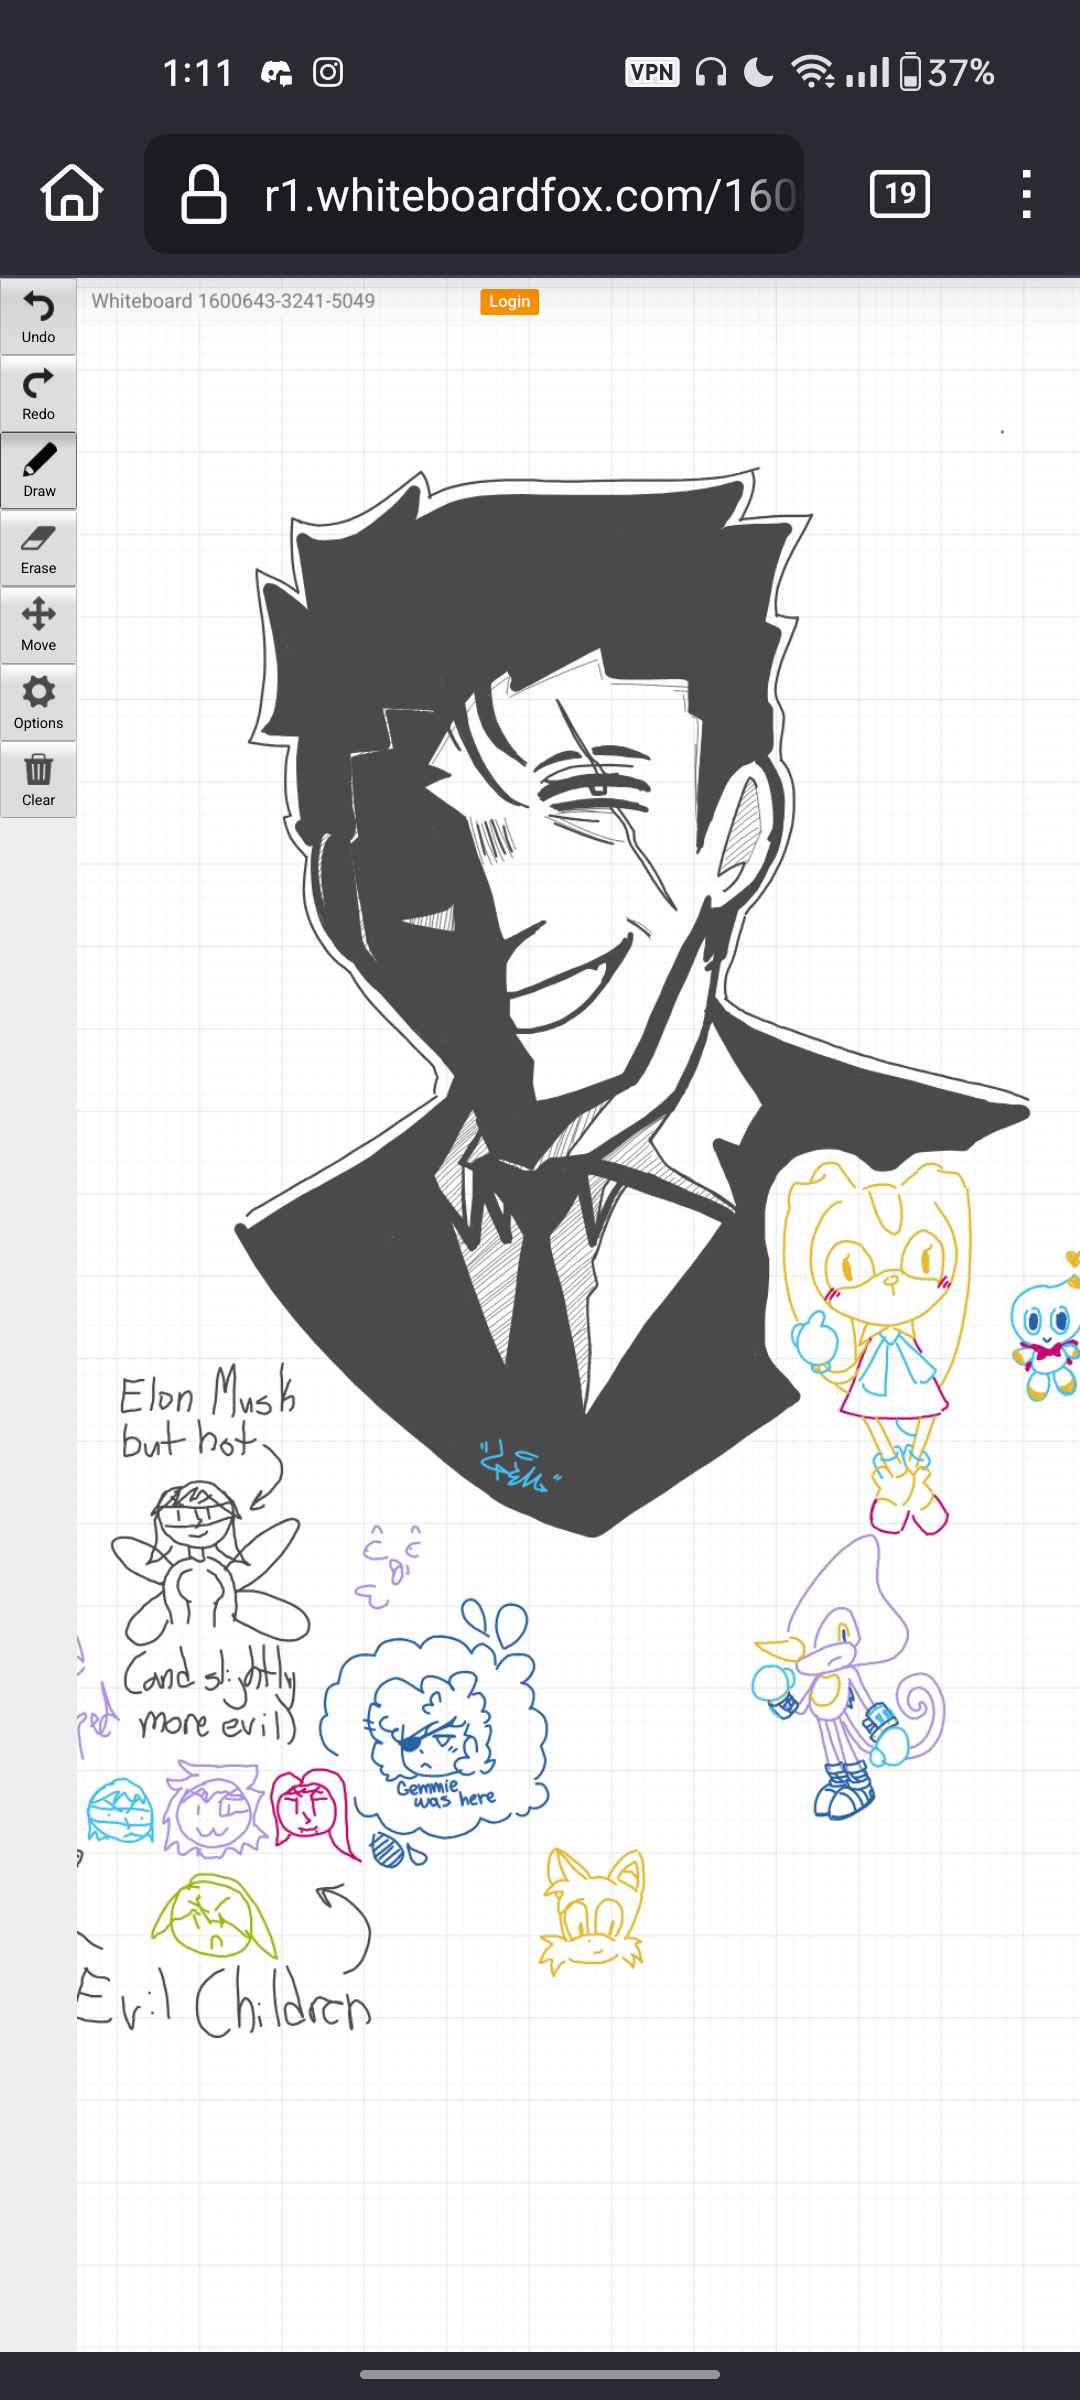 1:11
VPN
37%
r1.whiteboardfox.com/160
19
Undo
Whiteboard 1600643-3241-5049
Login
Redo
Draw
Erase
Move
Options
Clear
Elon Musk
but hot
(and slightly
more evil)
Gemmie
was here
Evil Children